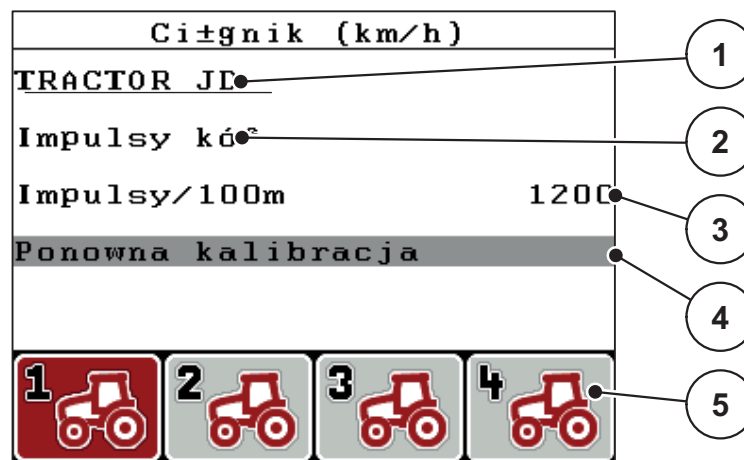 Ci±gnik (km/h)
1
TRACTOR JD
Impulsy
2
Impulsy/100m 1200
3
Ponowna kalibracja
4
1 2 3 4
5